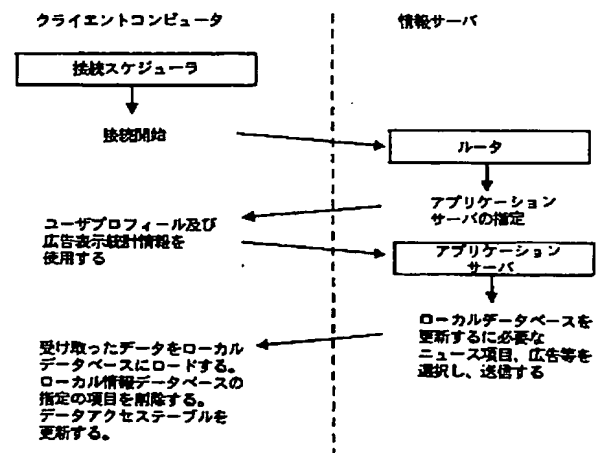 クライエントコンピュータ
情報サーバ
接続スケジューラ
接続開始
ルータ
アプリケーション
サーバの指定
ユーザプロフィール及び
広告表示統計情報を
使用する
アプリケーション
サーバ
ローカルデータベースを
更新するに必要な
ニュース項目、広告等を
選択し、送信する
受け取ったデータをローカル
データベースにロードする。
ローカル情報データベースの
指定の項目を削除する。
データアクセステーブルを
更新する。